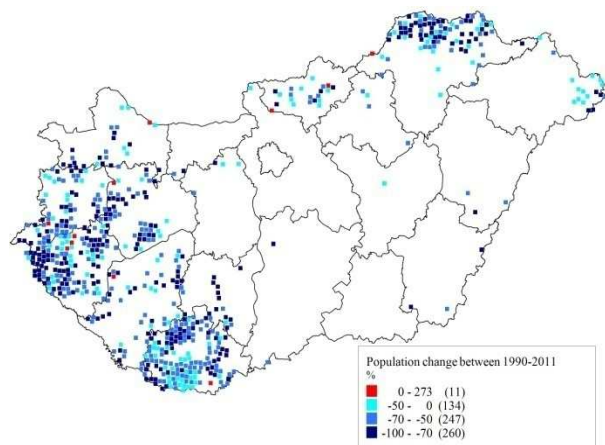 Population change between 1990-2011
%
0 - 273 (11)
-50 - 0 (134)
-70 - -50 (247)
-100 - -70 (260)